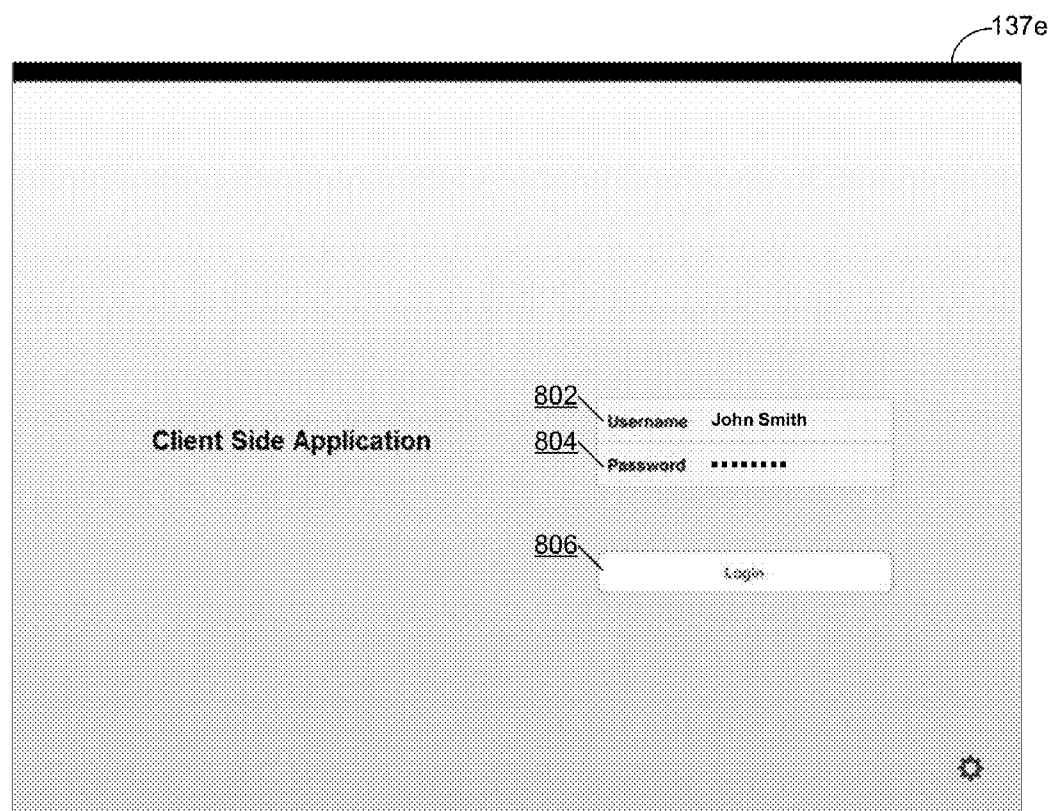 137e
802
Username John Smith
Client Side Application
804
Password ▪▪▪▪▪▪▪▪
806
Login